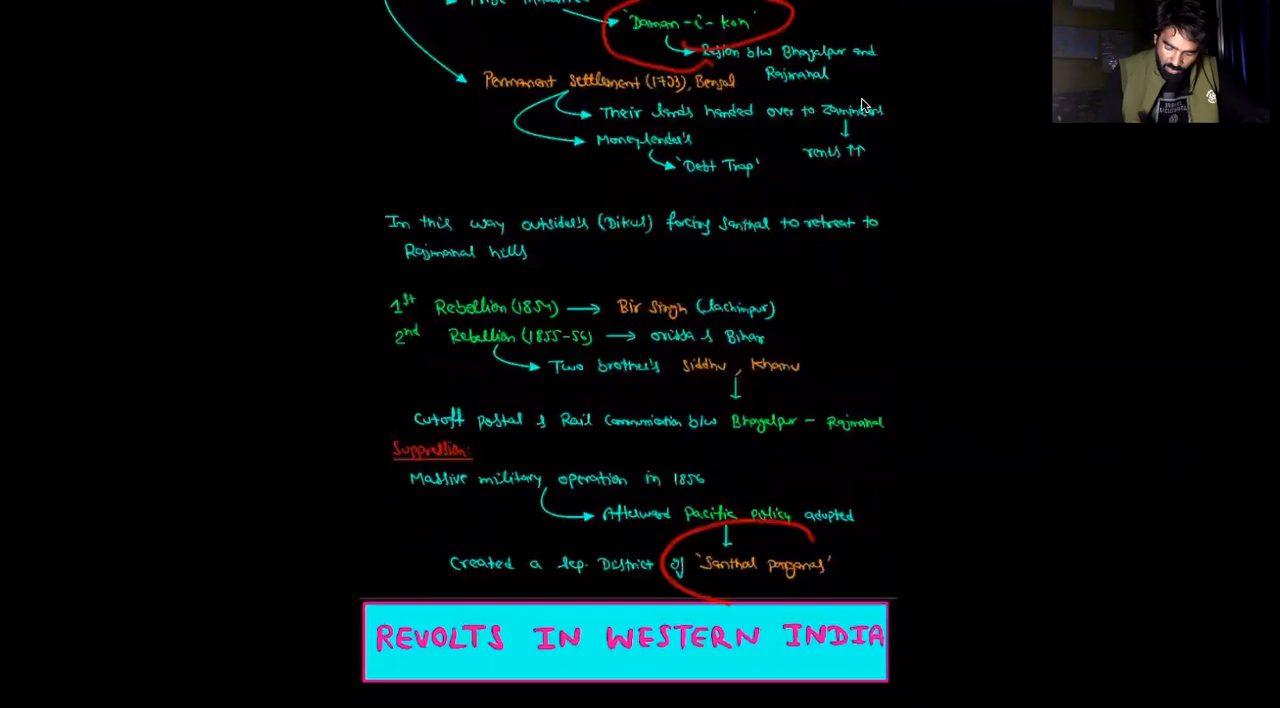 'Daman-i-koh'
Region b/w Bhagalpur and
Rajmahal
Permanent Settlement (1793), Bengal
Their lands handed over to Zamindars
Moneylender's
rents ↑↑
'Debt Trap'
In this way outsider's (Dikus) forcing Santhal to retreat to
Rajmahal hills
1st Rebellion (1854) → Bir Singh (Lachimpur)
2nd Rebellion (1855-56) → orissa & Bihar
Two brother's Siddhu, Khanu
Cutoff postal & Rail Communication b/w Bhagalpur - Rajmahal
Suppression:
Massive military operation in 1856
Afterward Pacific policy adopted
Created a sep. District of 'Santhal parganas'
REVOLTS IN WESTERN INDIA